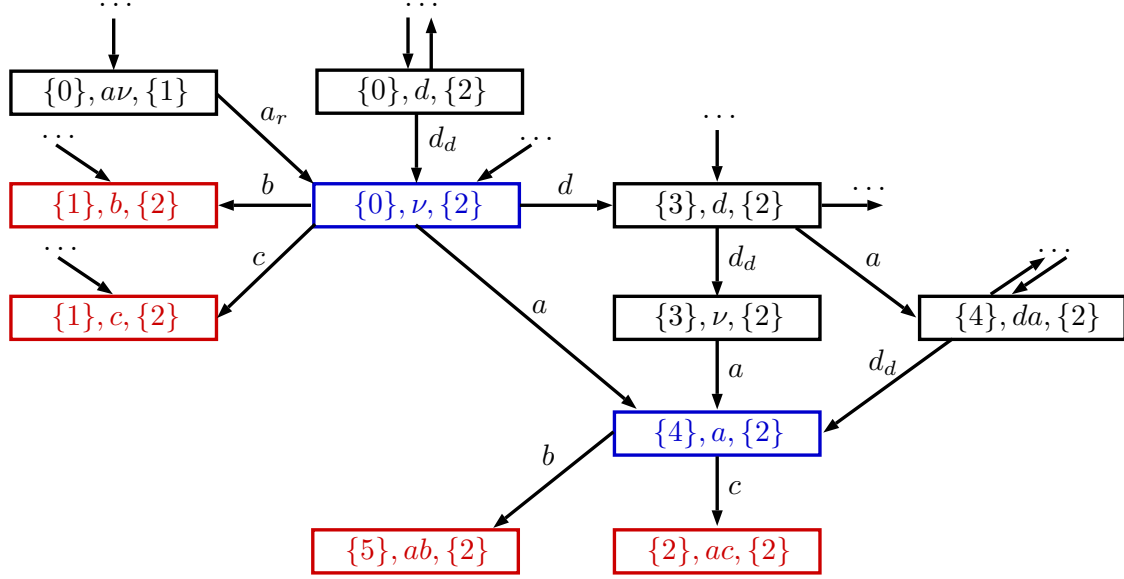 ... ...
{0}, aν, {1} {0}, d, {2}
a_r d_d ... ... ...
{1}, b, {2} b {0}, ν, {2} d {3}, d, {2} ...
... c d_d a ...
{1}, c, {2} a {3}, ν, {2} {4}, da, {2}
a d_d
{4}, a, {2}
b c
{5}, ab, {2} {2}, ac, {2}